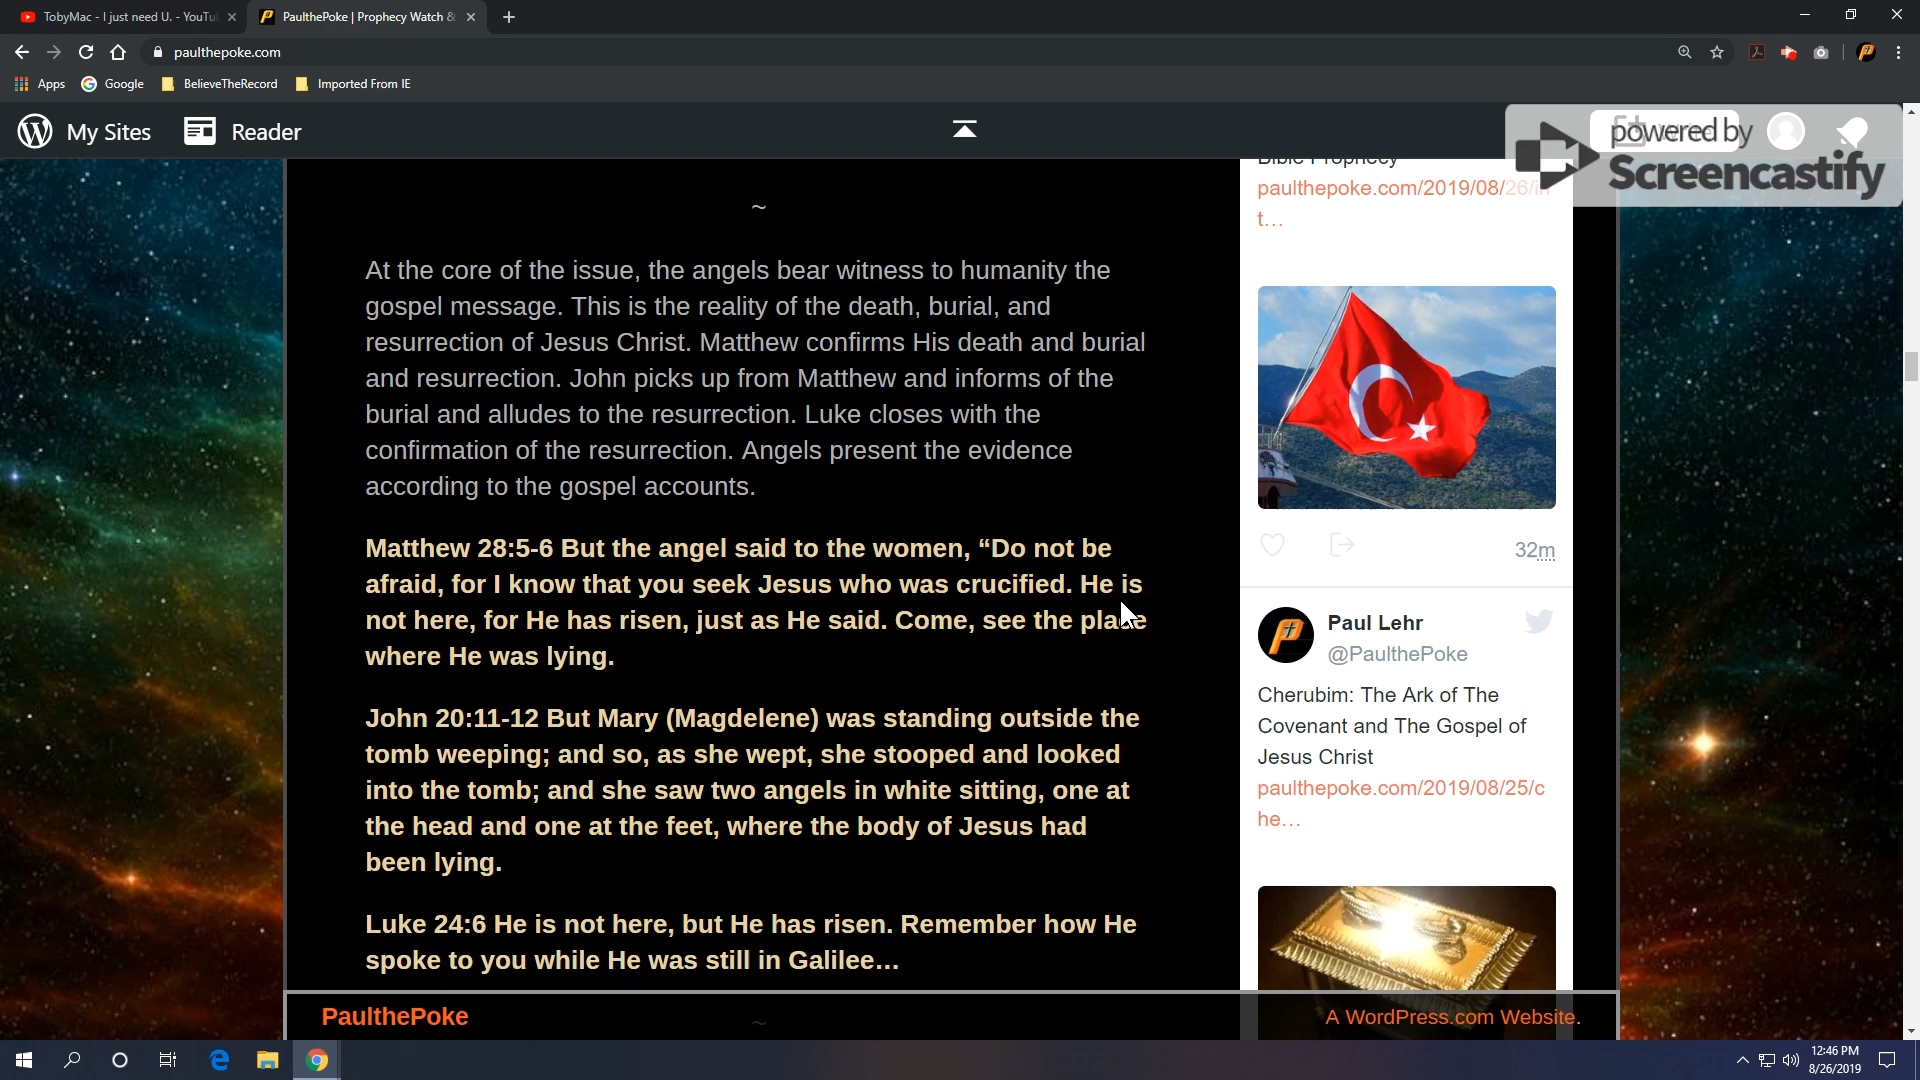 TobyMac - I just need U. - YouTu
PaulthePoke | Prophecy Watch &
paulthepoke.com
Apps
Google
BelieveTheRecord
Imported From IE
My Sites
Reader
powered by
Screencastify
Bible Prophecy
paulthepoke.com/2019/08/26/in
t…
~
At the core of the issue, the angels bear witness to humanity the
gospel message. This is the reality of the death, burial, and
resurrection of Jesus Christ. Matthew confirms His death and burial
and resurrection. John picks up from Matthew and informs of the
burial and alludes to the resurrection. Luke closes with the
confirmation of the resurrection. Angels present the evidence
according to the gospel accounts.
Matthew 28:5-6 But the angel said to the women, “Do not be
afraid, for I know that you seek Jesus who was crucified. He is
not here, for He has risen, just as He said. Come, see the place
where He was lying.
John 20:11-12 But Mary (Magdelene) was standing outside the
tomb weeping; and so, as she wept, she stooped and looked
into the tomb; and she saw two angels in white sitting, one at
the head and one at the feet, where the body of Jesus had
been lying.
Luke 24:6 He is not here, but He has risen. Remember how He
spoke to you while He was still in Galilee…
32m
Paul Lehr
@PaulthePoke
Cherubim: The Ark of The
Covenant and The Gospel of
Jesus Christ
paulthepoke.com/2019/08/25/c
he…
PaulthePoke
~
A WordPress.com Website.
12:46 PM
8/26/2019